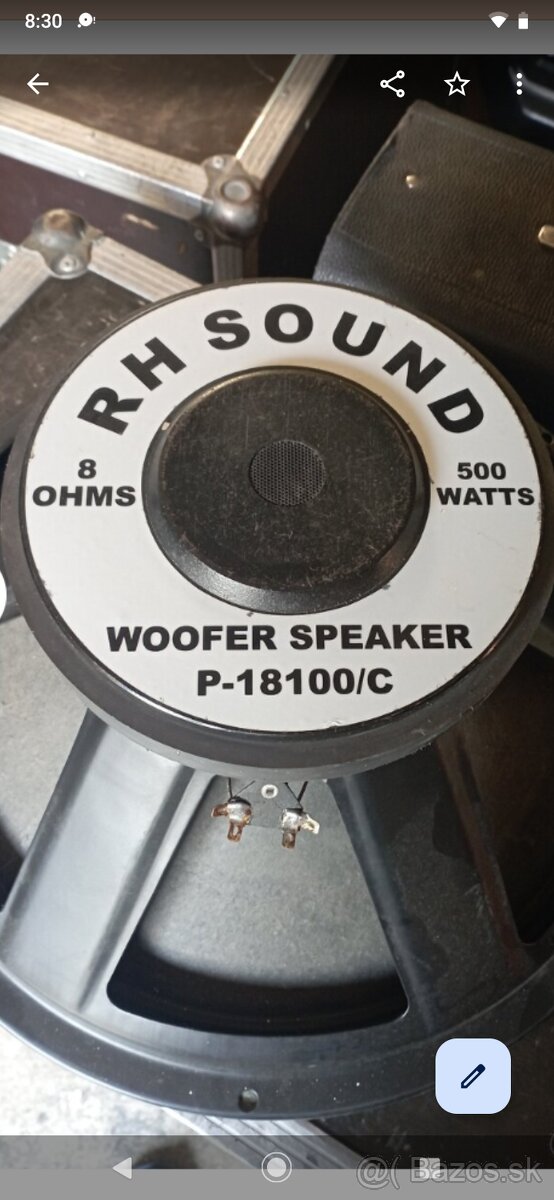 8:30
RH SOUND
8
OHMS
500
WATTS
WOOFER SPEAKER
P-18100/C
@( Bazos.sk